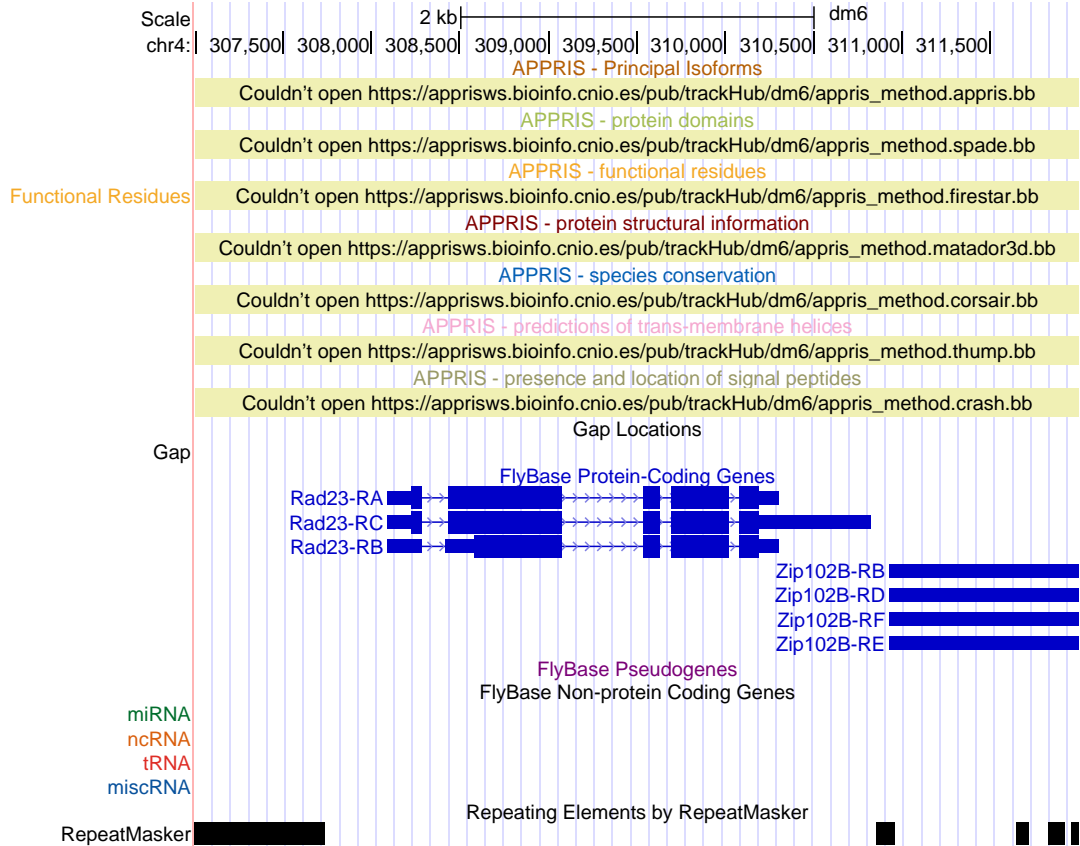 Scale 2 kb dm6
chr4: 307,500 308,000 308,500 309,000 309,500 310,000 310,500 311,000 311,500
APPRIS - Principal Isoforms
Couldn't open https://apprisws.bioinfo.cnio.es/pub/trackHub/dm6/appris_method.appris.bb
APPRIS - protein domains
Couldn't open https://apprisws.bioinfo.cnio.es/pub/trackHub/dm6/appris_method.spade.bb
APPRIS - functional residues
Functional Residues Couldn't open https://apprisws.bioinfo.cnio.es/pub/trackHub/dm6/appris_method.firestar.bb
APPRIS - protein structural information
Couldn't open https://apprisws.bioinfo.cnio.es/pub/trackHub/dm6/appris_method.matador3d.bb
APPRIS - species conservation
Couldn't open https://apprisws.bioinfo.cnio.es/pub/trackHub/dm6/appris_method.corsair.bb
APPRIS - predictions of trans-membrane helices
Couldn't open https://apprisws.bioinfo.cnio.es/pub/trackHub/dm6/appris_method.thump.bb
APPRIS - presence and location of signal peptides
Couldn't open https://apprisws.bioinfo.cnio.es/pub/trackHub/dm6/appris_method.crash.bb
Gap Locations
Gap
FlyBase Protein-Coding Genes
Rad23-RA
Rad23-RC
Rad23-RB
Zip102B-RB
Zip102B-RD
Zip102B-RF
Zip102B-RE
FlyBase Pseudogenes
FlyBase Non-protein Coding Genes
miRNA
ncRNA
tRNA
miscRNA
Repeating Elements by RepeatMasker
RepeatMasker